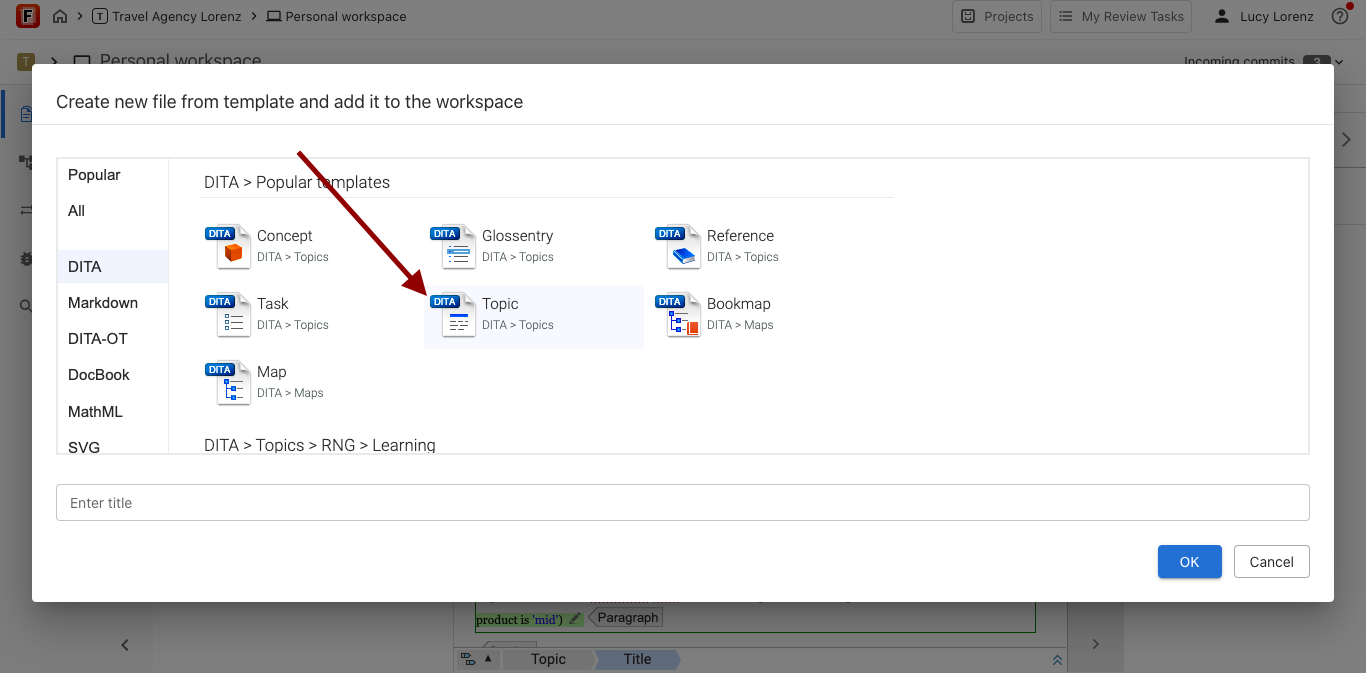 F
T Travel Agency Lorenz
Personal workspace
Projects
My Review Tasks
Lucy Lorenz
?
T
Personal workspace
Incoming commits
3
Create new file from template and add it to the workspace
Popular
All
DITA
Markdown
DITA-OT
DocBook
MathML
SVG
DITA > Popular templates
DITA Concept
DITA > Topics
DITA Glossentry
DITA > Topics
DITA Reference
DITA > Topics
DITA Task
DITA > Topics
DITA Topic
DITA > Topics
DITA Bookmap
DITA > Maps
DITA Map
DITA > Maps
DITA > Topics > RNG > Learning
Enter title
OK
Cancel
product is 'mid')
Paragraph
Topic
Title